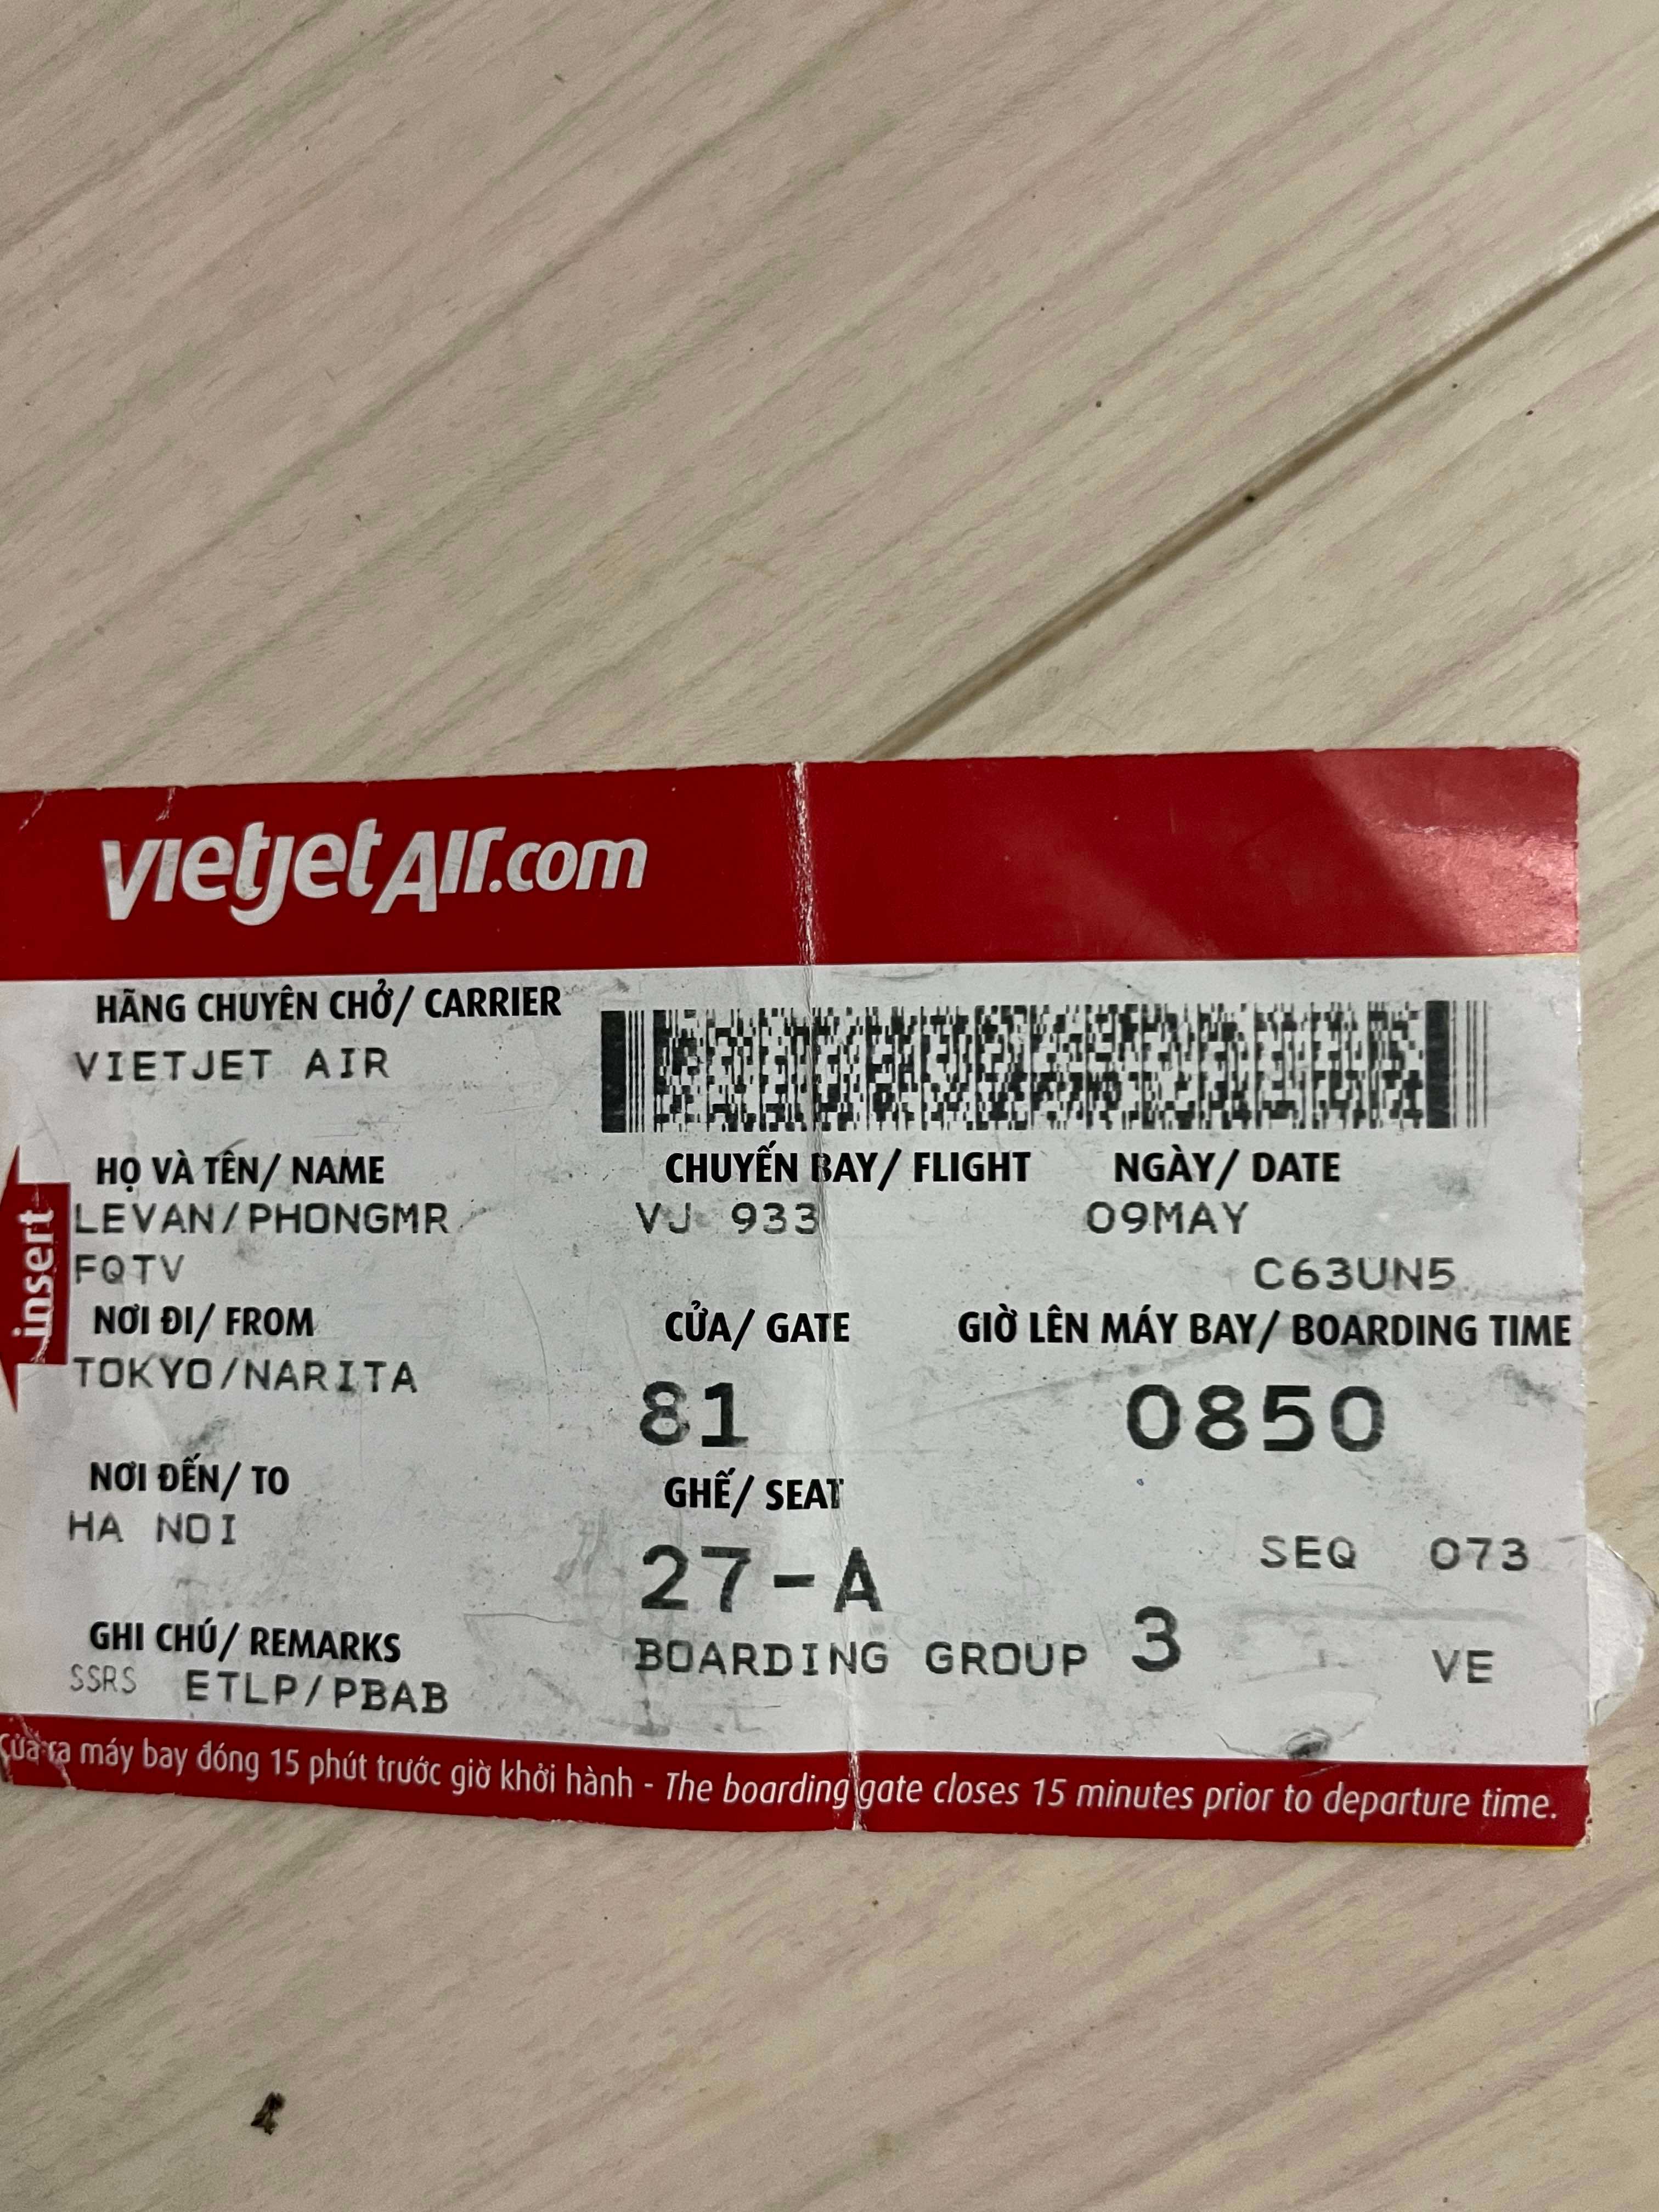 vietjetAir.com
HÃNG CHUYÊN CHỞ/ CARRIER
VIETJET AIR
HỌ VÀ TÊN/ NAME
LEVAN/PHONGMR
FQTV
CHUYẾN BAY/ FLIGHT
VJ 933
NGÀY/ DATE
09MAY
C63UN5
insert
NƠI ĐI/ FROM
TOKYO/NARITA
CỬA/ GATE
81
GIỜ LÊN MÁY BAY/ BOARDING TIME
0850
NƠI ĐẾN/ TO
HA NOI
GHẾ/ SEAT
27-A
SEQ 073
GHI CHÚ/ REMARKS
SSRS ETLP/PBAB
BOARDING GROUP 3
VE
Cửa ra máy bay đóng 15 phút trước giờ khởi hành - The boarding gate closes 15 minutes prior to departure time.